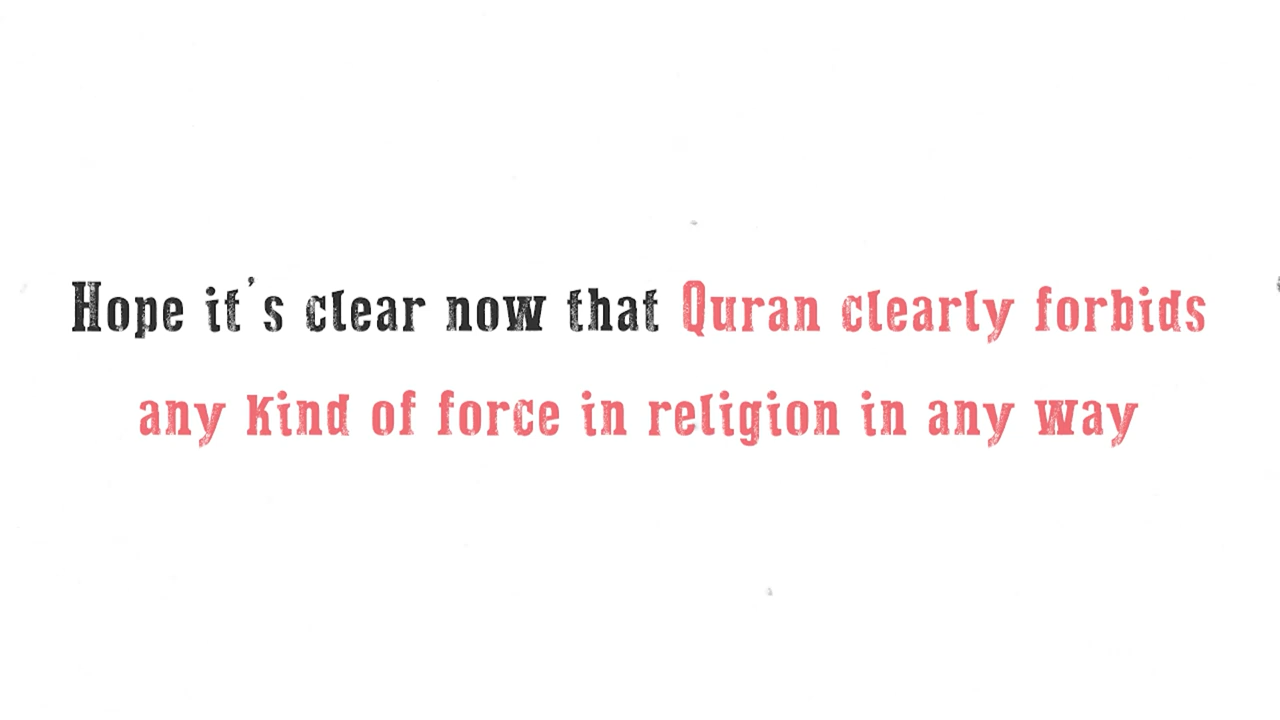 Hope it's clear now that Quran clearly forbids
any kind of force in religion in any way